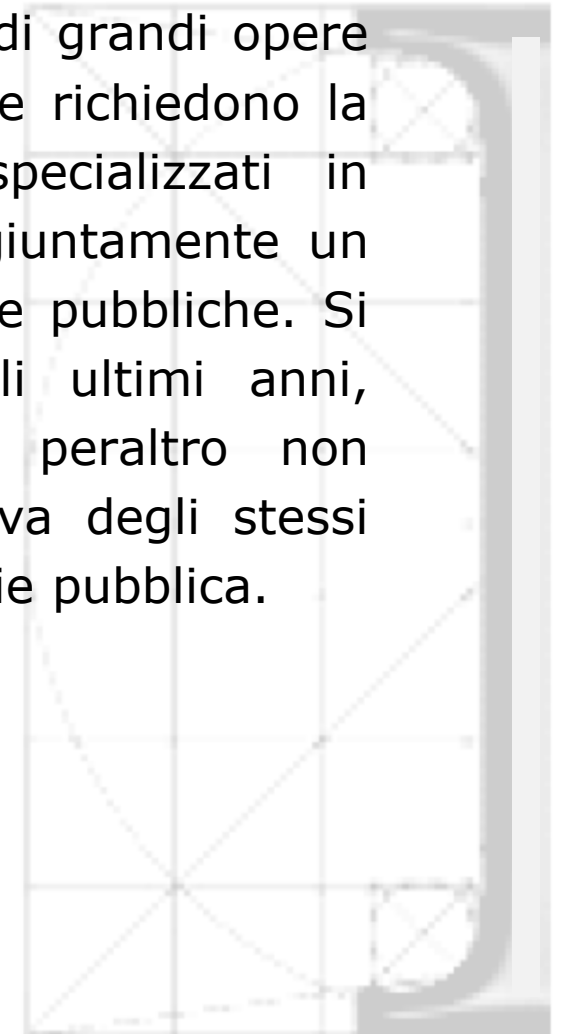 di grandi opere
e richiedono la
specializzati in
giuntamente un
e pubbliche. Si
li ultimi anni,
peraltro non
va degli stessi
ie pubblica.